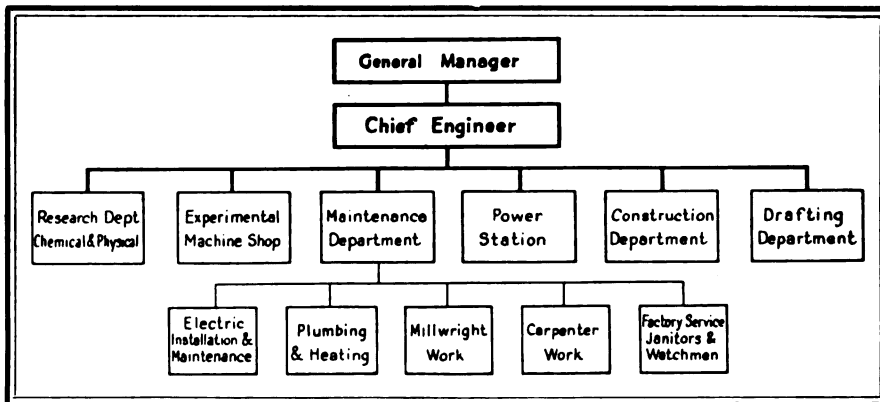 General Manager
Chief Engineer
Research Dept
Chemical & Physical
Experimental
Machine Shop
Maintenance
Department
Power
Station
Construction
Department
Drafting
Department
Electric
Installation &
Maintenance
Plumbing
& Heating
Millwright
Work
Carpenter
Work
Factory Service
Janitors &
Watchmen